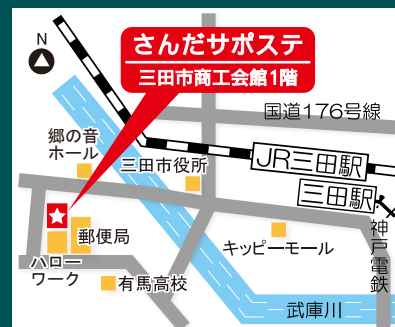 N
さんだサポステ
三田市商工会館1階
国道176号線
郷の音
ホール
三田市役所
JR三田駅
三田駅
神戸電鉄
郵便局
ハロー
ワーク
キッピーモール
有馬高校
武庫川